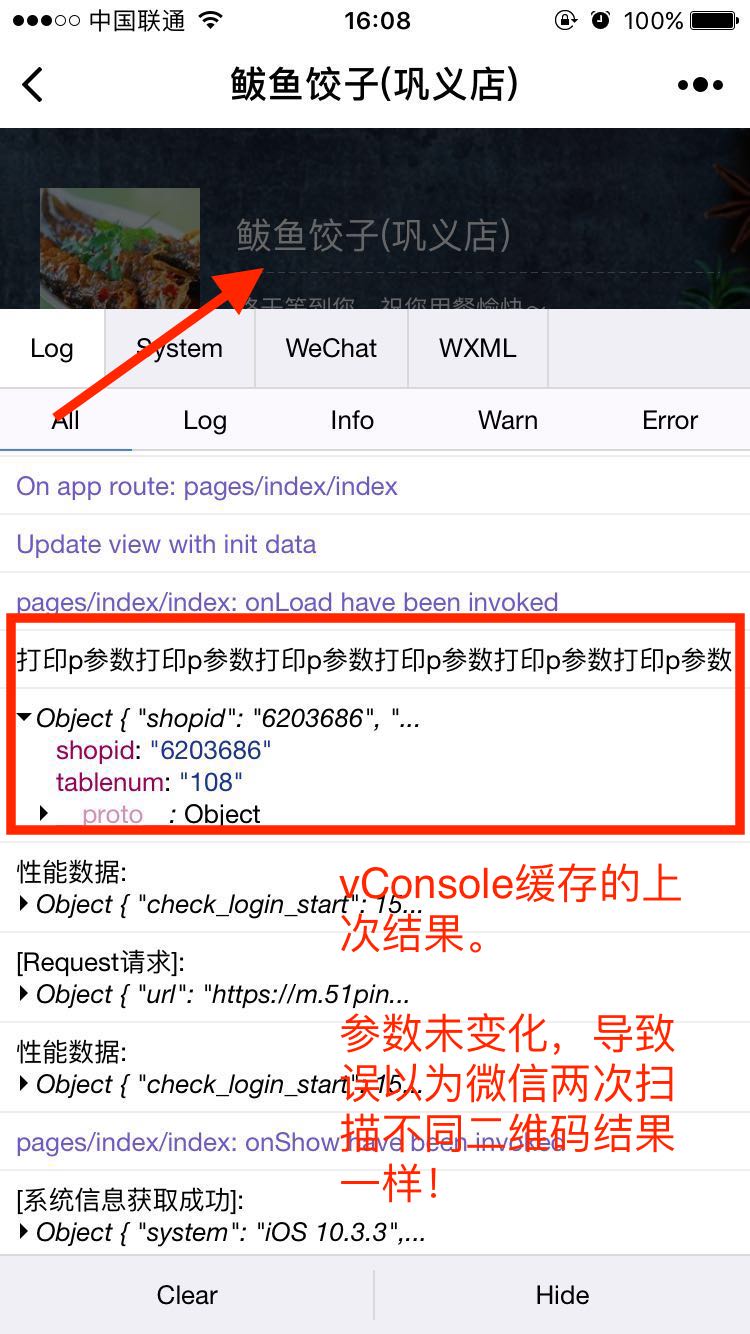 中国联通 16:08 100%
鲅鱼饺子(巩义店)
鲅鱼饺子(巩义店)
终于等到您，祝您用餐愉快~
Log System WeChat WXML
All Log Info Warn Error
On app route: pages/index/index
Update view with init data
pages/index/index: onLoad have been invoked
打印p参数打印p参数打印p参数打印p参数打印p参数打印p参数
Object { "shopid": "6203686", "...
shopid: "6203686"
tablenum: "108"
proto : Object
性能数据:
Object { "check_login_start": 15...
vConsole缓存的上
次结果。
[Request请求]:
Object { "url": "https://m.51pin...
参数未变化，导致
误以为微信两次扫
描不同二维码结果
一样！
性能数据:
Object { "check_login_start": 15...
pages/index/index: onShow have been invoked
[系统信息获取成功]:
Object { "system": "iOS 10.3.3",...
Clear Hide